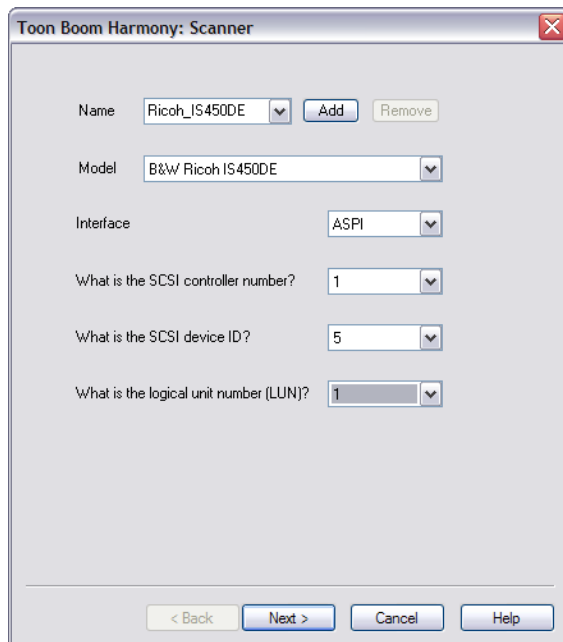 Toon Boom Harmony: Scanner
Name Ricoh_IS450DE Add Remove
Model B&W Ricoh IS450DE
Interface ASPI
What is the SCSI controller number? 1
What is the SCSI device ID? 5
What is the logical unit number (LUN)? 1
< Back Next > Cancel Help